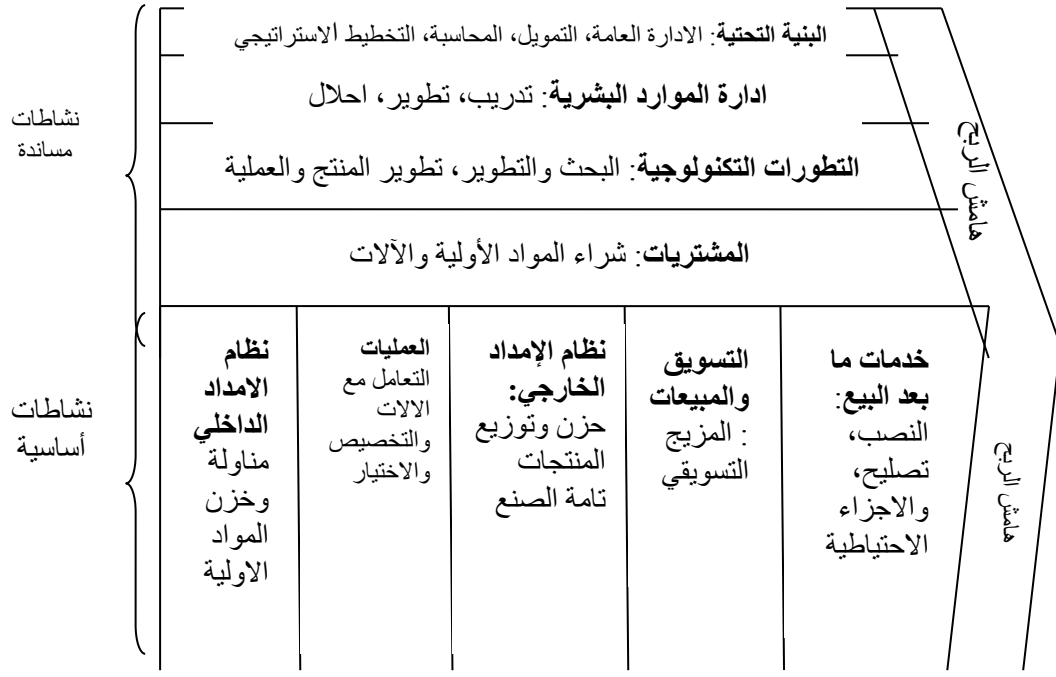 البنية التحتية: الادارة العامة، التمويل، المحاسبة، التخطيط الاستراتيجي
ادارة الموارد البشرية: تدريب، تطوير، احلال
التطورات التكنولوجية: البحث والتطوير، تطوير المنتج والعملية
المشتريات: شراء المواد الأولية والآلات
هامش الربح
نشاطات
مساندة
خدمات ما
بعد البيع:
النصب،
تصليح،
والاجزاء
الاحتياطية
التسويق
والمبيعات
: المزيج
التسويقي
نظام الإمداد
الخارجي:
حزن وتوزيع
المنتجات
تامة الصنع
العمليات
التعامل مع
الالات
والتخصيص
والاختيار
نظام
الامداد
الداخلي
مناولة
وخزن
المواد
الاولية
هامش الربح
نشاطات
أساسية